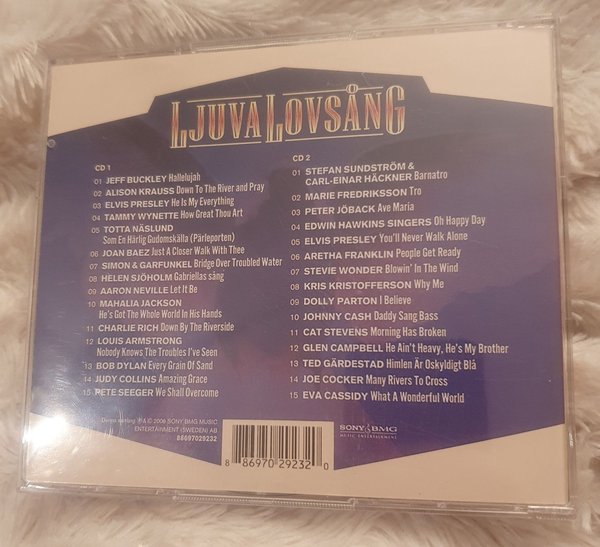 LJUVA LOVSÅNG
CD 1
01 JEFF BUCKLEY Hallelujah
02 ALISON KRAUSS Down To The River and Pray
03 ELVIS PRESLEY He Is My Everything
04 TAMMY WYNETTE How Great Thou Art
05 TOTTA NÄSLUND
Som En Härlig Gudomskälla (Pärleporten)
06 JOAN BAEZ Just A Closer Walk With Thee
07 SIMON & GARFUNKEL Bridge Over Troubled Water
08 HELEN SJÖHOLM Gabriellas sång
09 AARON NEVILLE Let It Be
10 MAHALIA JACKSON
He's Got The Whole World In His Hands
11 CHARLIE RICH Down By The Riverside
12 LOUIS ARMSTRONG
Nobody Knows The Troubles I've Seen
13 BOB DYLAN Every Grain Of Sand
14 JUDY COLLINS Amazing Grace
15 PETE SEEGER We Shall Overcome
CD 2
01 STEFAN SUNDSTRÖM &
CARL-EINAR HÄCKNER Barnatro
02 MARIE FREDRIKSSON Tro
03 PETER JÖBACK Ave Maria
04 EDWIN HAWKINS SINGERS Oh Happy Day
05 ELVIS PRESLEY You'll Never Walk Alone
06 ARETHA FRANKLIN People Get Ready
07 STEVIE WONDER Blowin' In The Wind
08 KRIS KRISTOFFERSON Why Me
09 DOLLY PARTON I Believe
10 JOHNNY CASH Daddy Sang Bass
11 CAT STEVENS Morning Has Broken
12 GLEN CAMPBELL He Ain't Heavy, He's My Brother
13 TED GÄRDESTAD Himlen Är Oskyldigt Blå
14 JOE COCKER Many Rivers To Cross
15 EVA CASSIDY What A Wonderful World
℗ & © 2006 SONY BMG MUSIC
ENTERTAINMENT (SWEDEN) AB
88697029232
8 86970 29232 0
SONY BMG
MUSIC ENTERTAINMENT